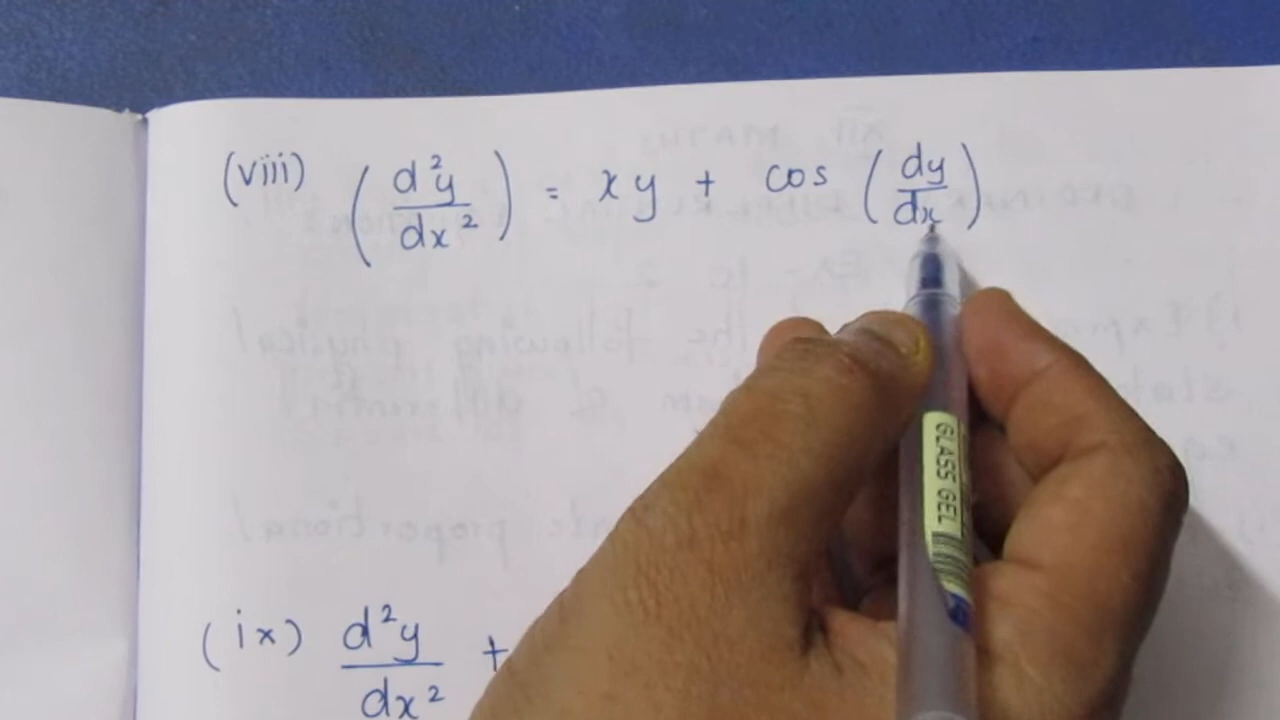 (viii) (d²y/dx²) = xy + cos (dy/dx)
(ix) d²y/dx² +
GLASS GEL